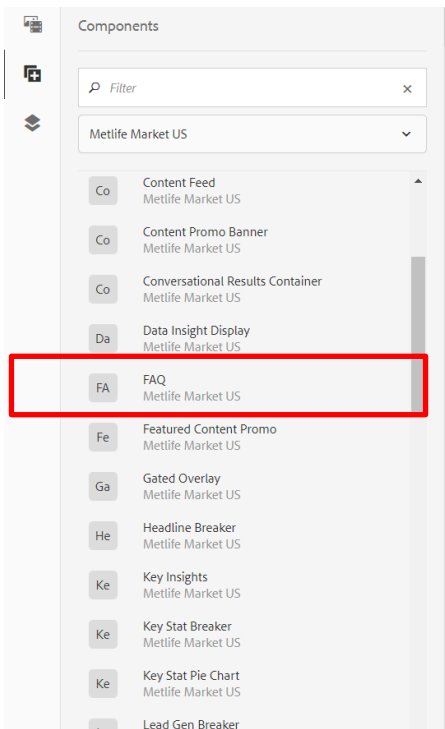 Components
Filter
Metlife Market US
Co
Content Feed
Metlife Market US
Co
Content Promo Banner
Metlife Market US
Co
Conversational Results Container
Metlife Market US
Da
Data Insight Display
Metlife Market US
FA
FAQ
Metlife Market US
Fe
Featured Content Promo
Metlife Market US
Ga
Gated Overlay
Metlife Market US
He
Headline Breaker
Metlife Market US
Ke
Key Insights
Metlife Market US
Ke
Key Stat Breaker
Metlife Market US
Ke
Key Stat Pie Chart
Metlife Market US
Lead Gen Breaker